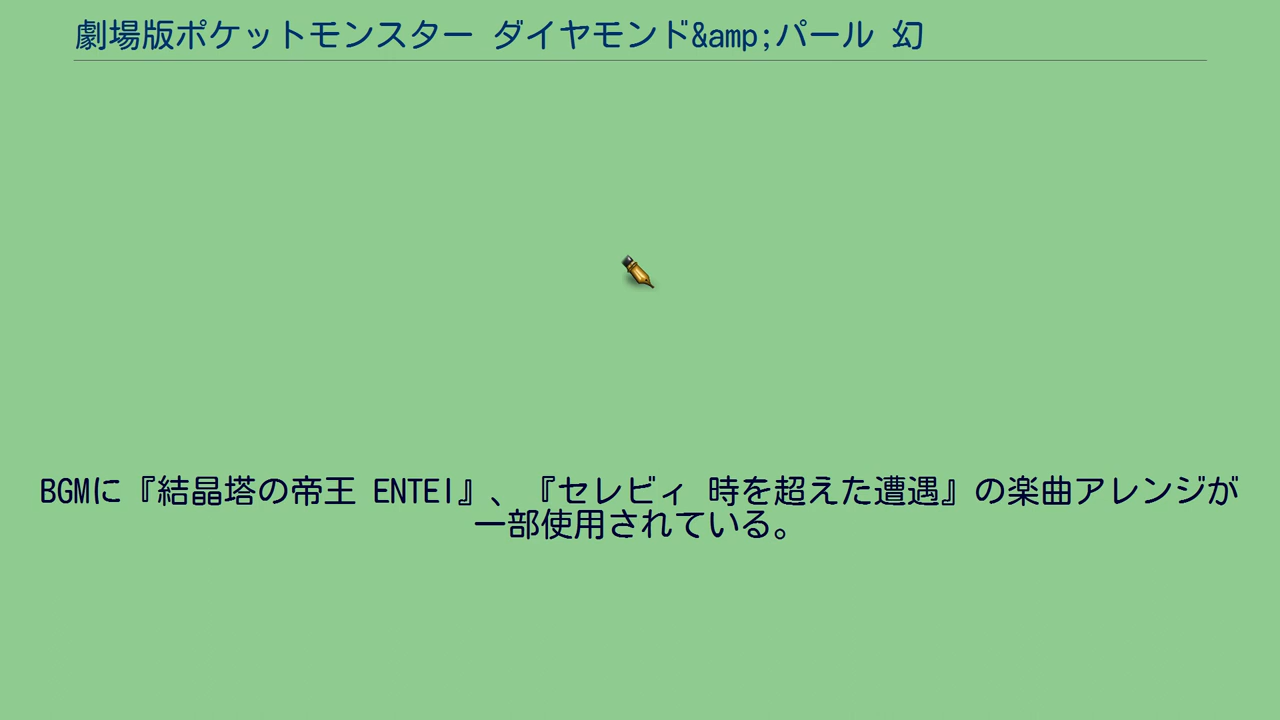 劇場版ポケットモンスター ダイヤモンド&amp;パール 幻
BGMに『結晶塔の帝王 ENTEI』、『セレビィ 時を超えた遭遇』の楽曲アレンジが
一部使用されている。